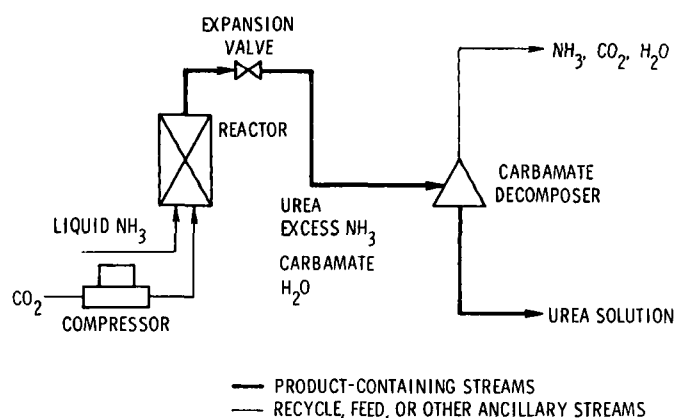 EXPANSION
VALVE
REACTOR
LIQUID NH3
CO2
COMPRESSOR
UREA
EXCESS NH3
CARBAMATE
H2O
NH3, CO2, H2O
CARBAMATE
DECOMPOSER
UREA SOLUTION
PRODUCT-CONTAINING STREAMS
RECYCLE, FEED, OR OTHER ANCILLARY STREAMS